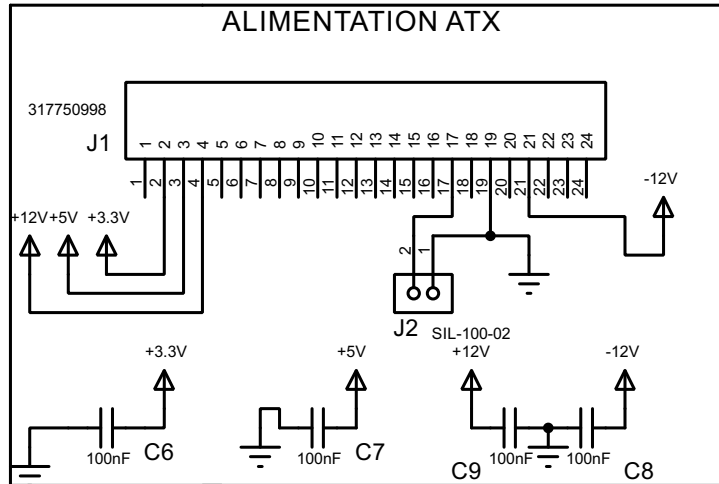 ALIMENTATION ATX
317750998
J1
1 2 3 4 5 6 7 8 9 10 11 12 13 14 15 16 17 18 19 20 21 22 23 24
1 2 3 4 5 6 7 8 9 10 11 12 13 14 15 16 17 18 19 20 21 22 23 24
-12V
+12V +5V +3.3V
2 1
J2 SIL-100-02
+3.3V +5V +12V -12V
100nF C6 100nF C7 C9 100nF 100nF C8